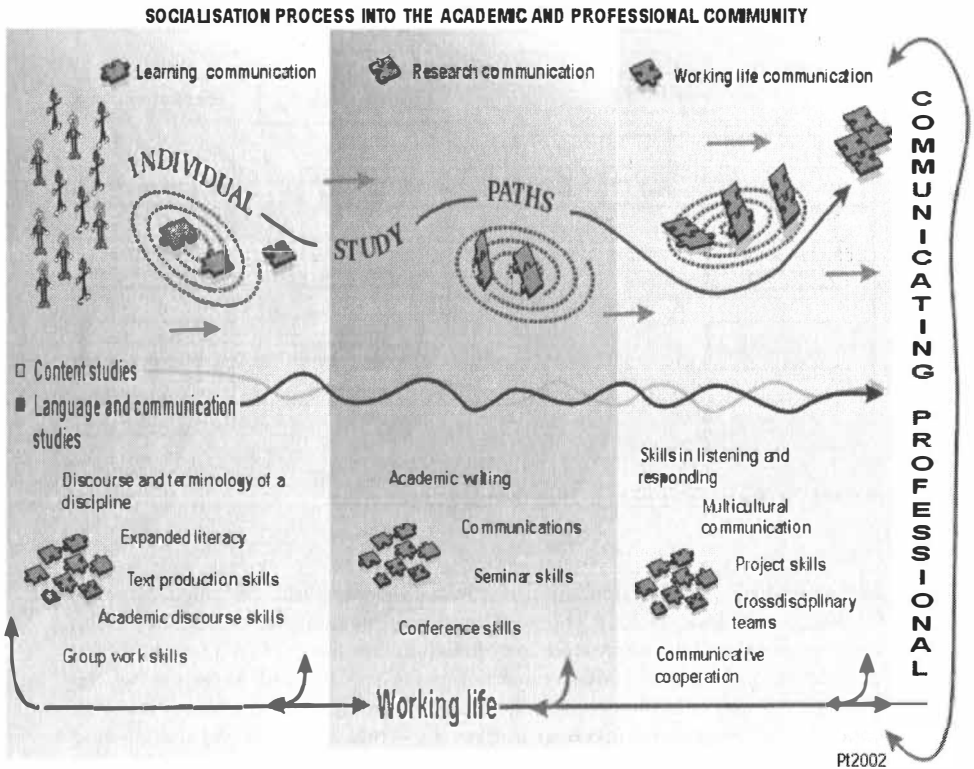 SOCIALISATION PROCESS INTO THE ACADEMIC AND PROFESSIONAL COMMUNITY
Learning communication
Research communication
Working life communication
INDIVIDUAL
STUDY
PATHS
COMMUNICATING PROFESSIONAL
Content studies
Language and communication
studies
Discourse and terminology of a
discipline
Expanded literacy
Text production skills
Academic discourse skills
Group work skills
Academic writing
Communications
Seminar skills
Conference skills
Skills in listening and
responding
Multicultural
communication
Project skills
Crossdisciplinary
teams
Communicative
cooperation
Working life
Pt2002